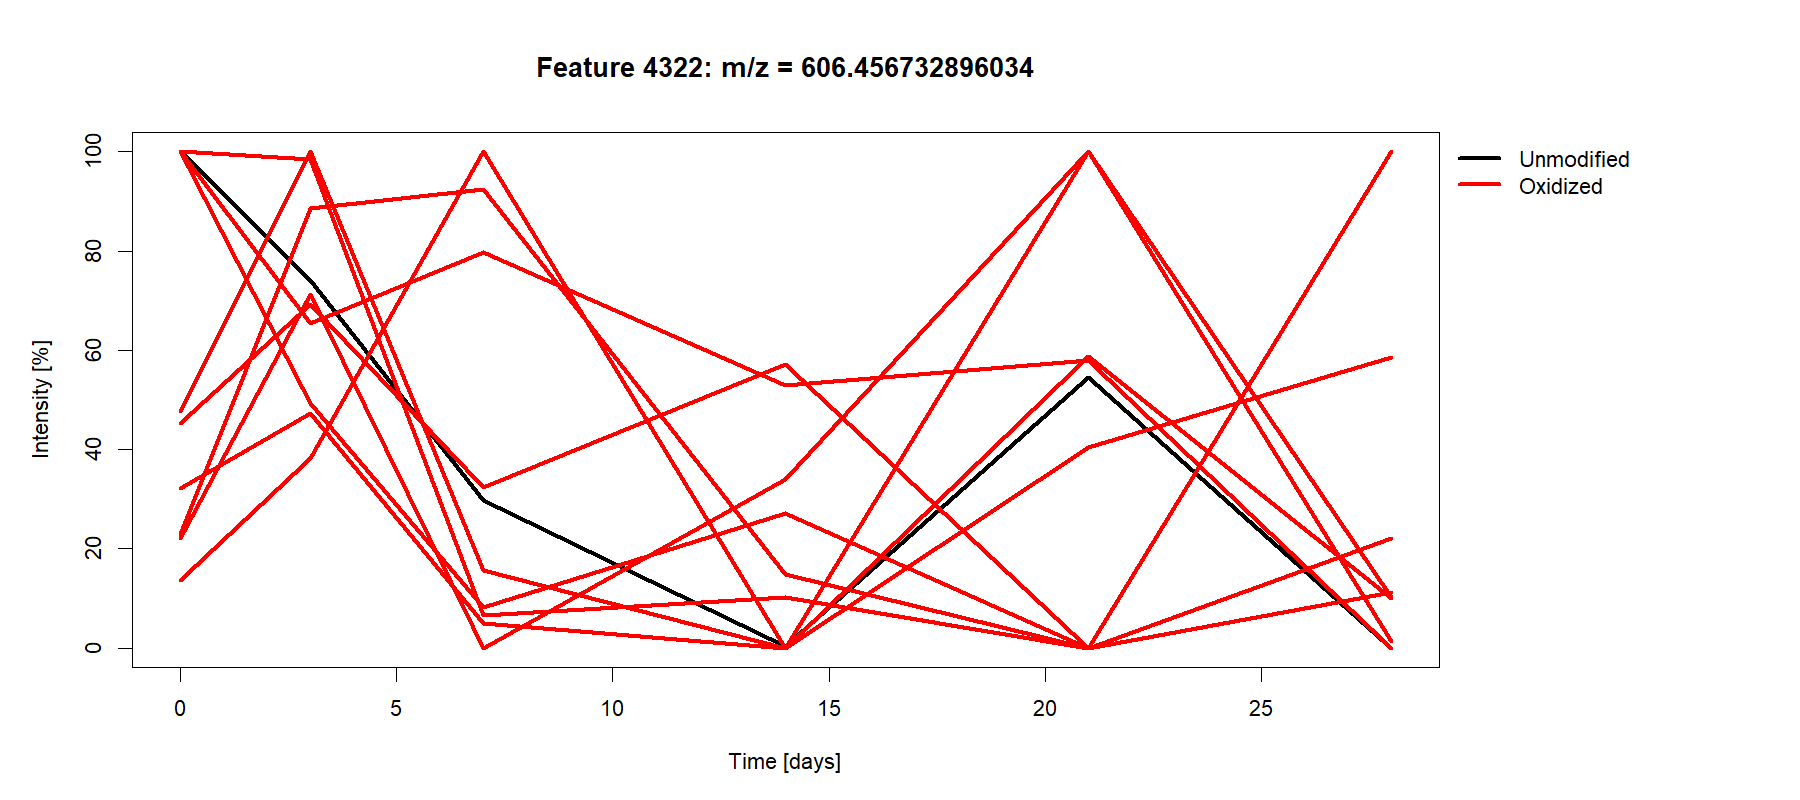 Feature 4322: m/z = 606.456732896034
Unmodified
Oxidized
Intensity [%]
100
80
60
40
20
0
0 5 10 15 20 25
Time [days]